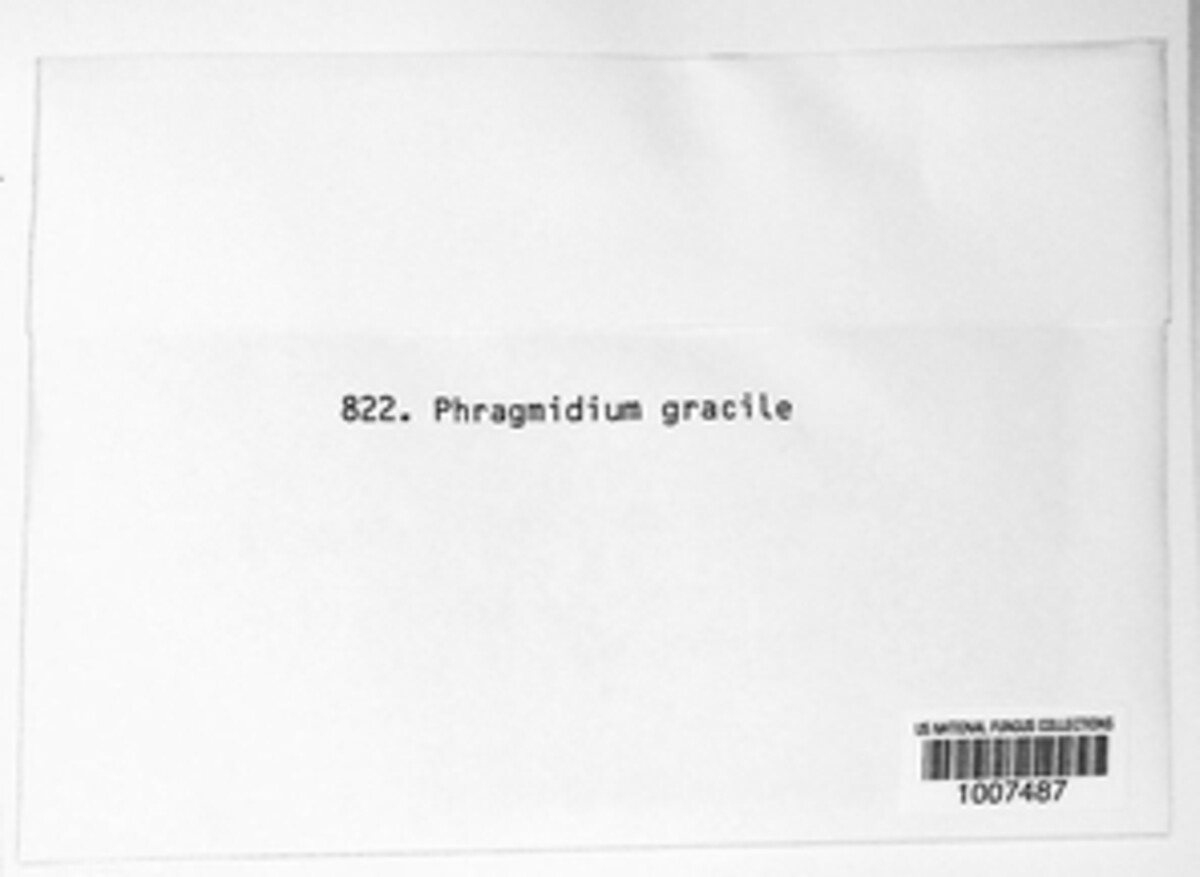 822. Phragmidium gracile
US NATIONAL FUNGUS COLLECTIONS
1007487